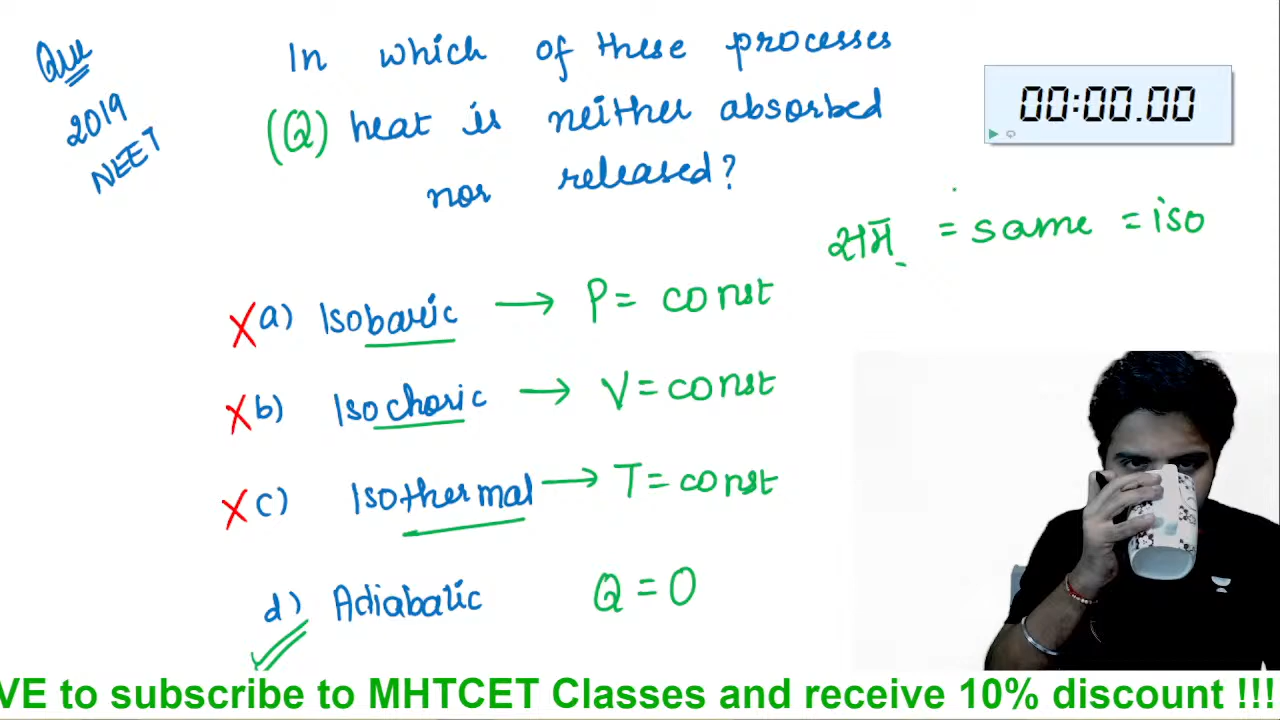 Que
2019
NEET
In which of these processes
(Q) heat is neither absorbed
nor released?
00:00.00
सम = same = iso
X a) Isobaric → P = const
X b) Isochoric → V = const
X c) Isothermal → T = const
d) Adiabatic Q = 0
VE to subscribe to MHTCET Classes and receive 10% discount !!!